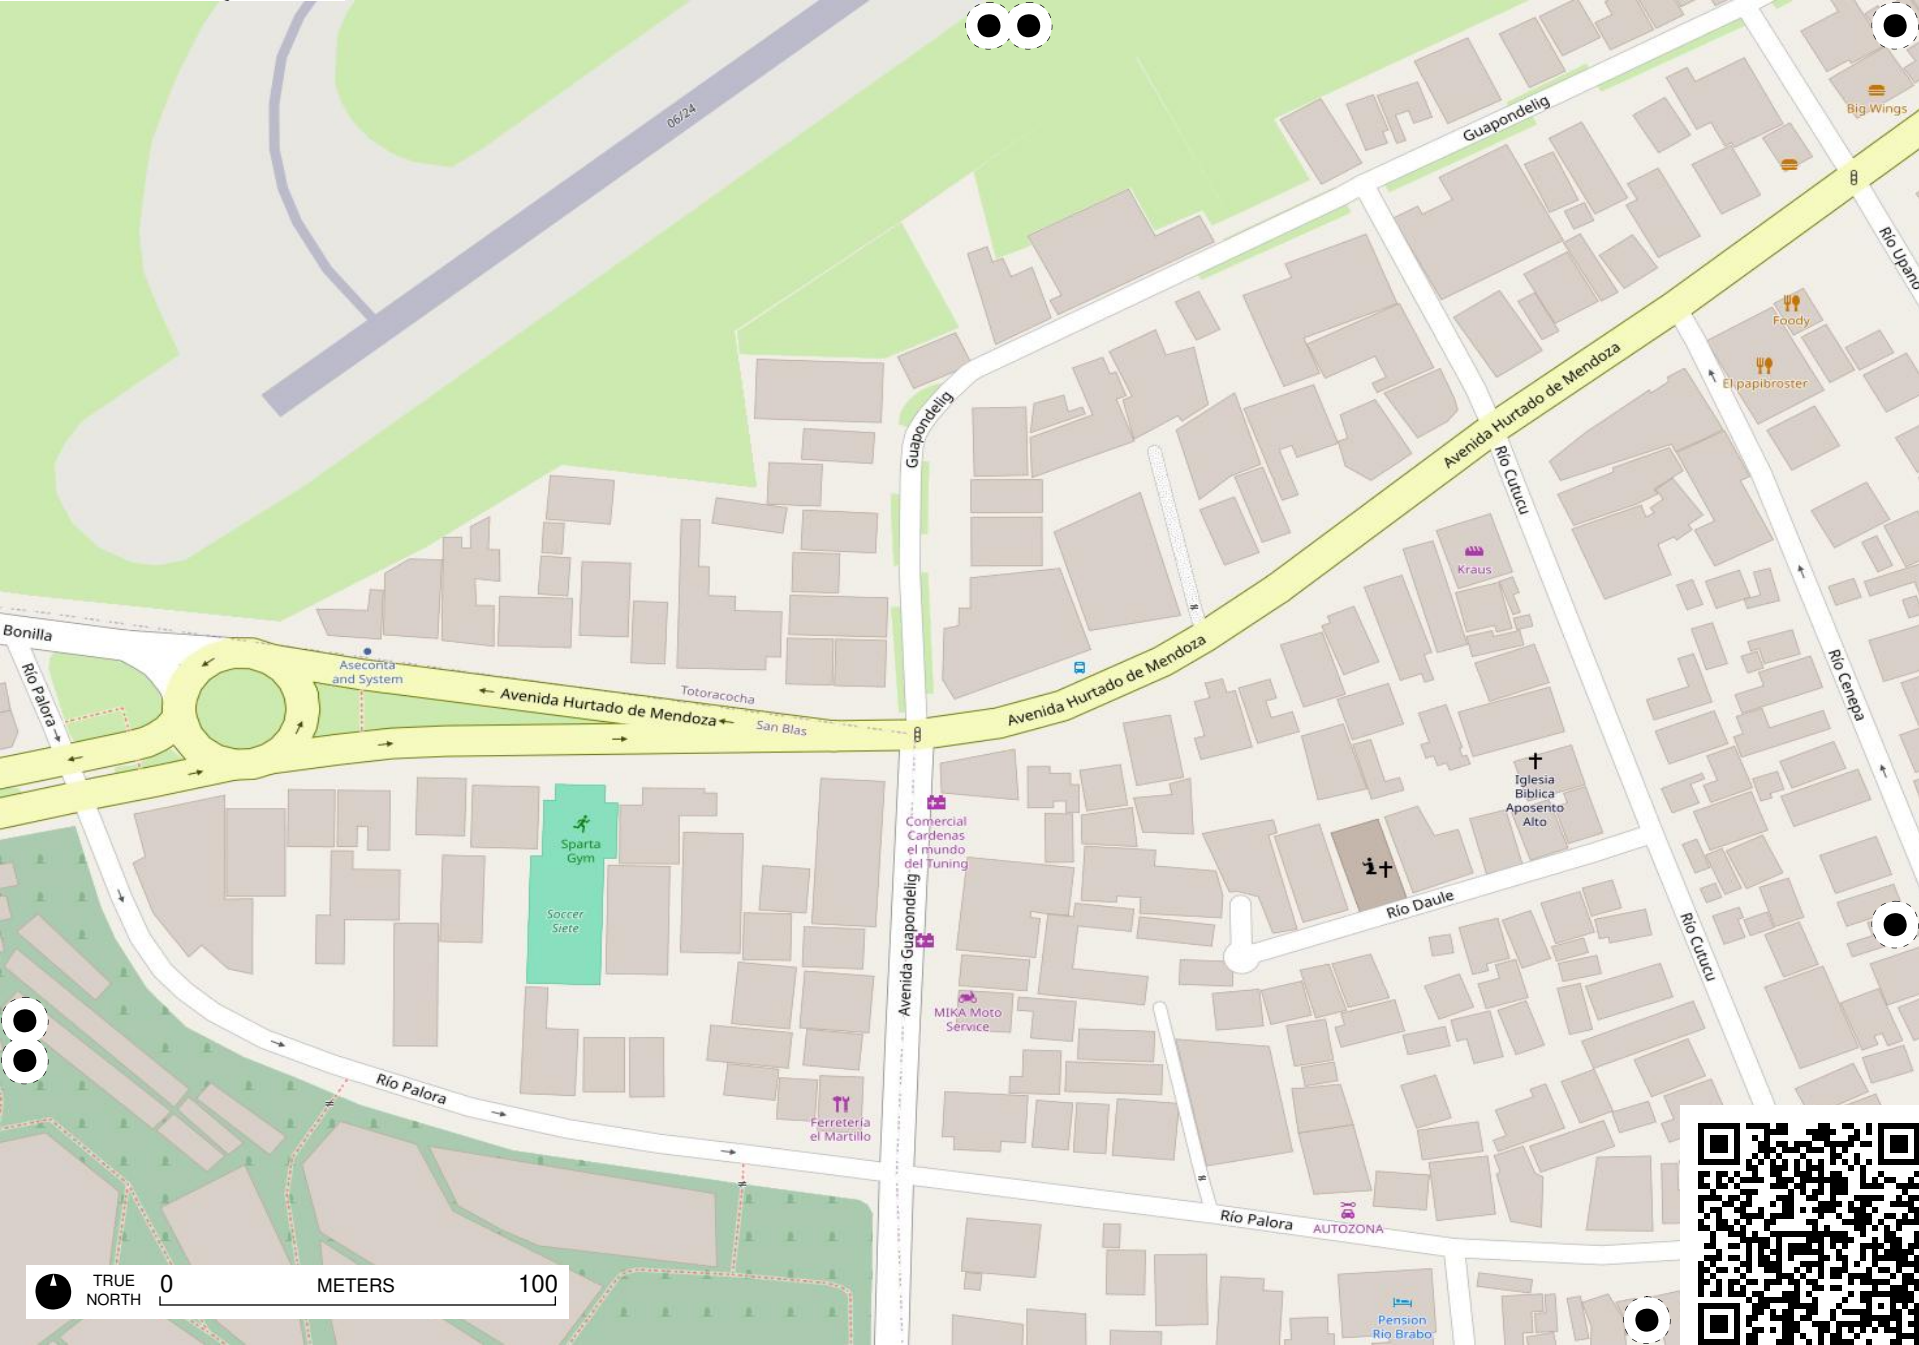 06/24
Guapondelig
Big Wings
Río Upano
Foody
El papibroster
Avenida Hurtado de Mendoza
Guapondelig
Río Cutucu
Kraus
Bonilla
Río Palora
Aseconta
and System
Avenida Hurtado de Mendoza
Totoracocha
San Blas
Avenida Hurtado de Mendoza
Río Cenepa
Iglesia
Biblica
Aposento
Alto
Comercial
Cardenas
el mundo
del Tuning
Sparta
Gym
Soccer
Siete
Avenida Guapondelig
Río Daule
Río Cutucu
MIKA Moto
Service
Río Palora
Ferretería
el Martillo
Río Palora
AUTOZONA
Pension
Río Brabo
TRUE
NORTH
0 METERS 100